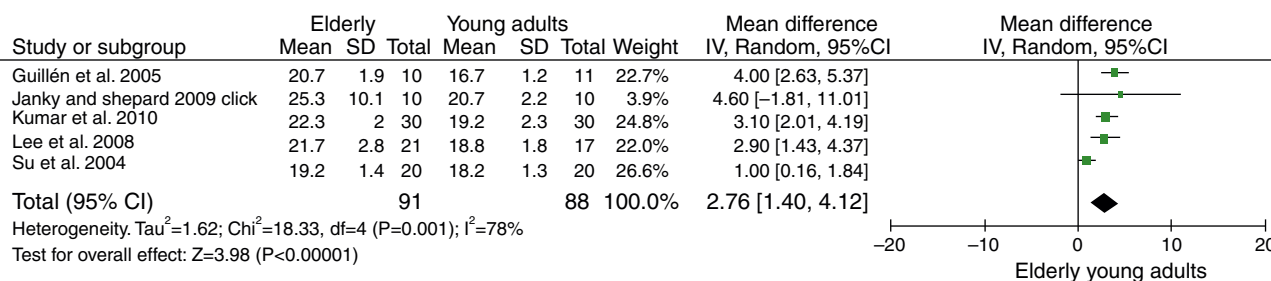 Elderly Young adults Mean difference Mean difference
Study or subgroup Mean SD Total Mean SD Total Weight IV, Random, 95%CI IV, Random, 95%CI
Guillén et al. 2005 20.7 1.9 10 16.7 1.2 11 22.7% 4.00 [2.63, 5.37]
Janky and shepard 2009 click 25.3 10.1 10 20.7 2.2 10 3.9% 4.60 [−1.81, 11.01]
Kumar et al. 2010 22.3 2 30 19.2 2.3 30 24.8% 3.10 [2.01, 4.19]
Lee et al. 2008 21.7 2.8 21 18.8 1.8 17 22.0% 2.90 [1.43, 4.37]
Su et al. 2004 19.2 1.4 20 18.2 1.3 20 26.6% 1.00 [0.16, 1.84]
Total (95% CI) 91 88 100.0% 2.76 [1.40, 4.12]
Heterogeneity. Tau²=1.62; Chi²=18.33, df=4 (P=0.001); I²=78%
Test for overall effect: Z=3.98 (P<0.00001)
−20 −10 0 10 20
Elderly young adults